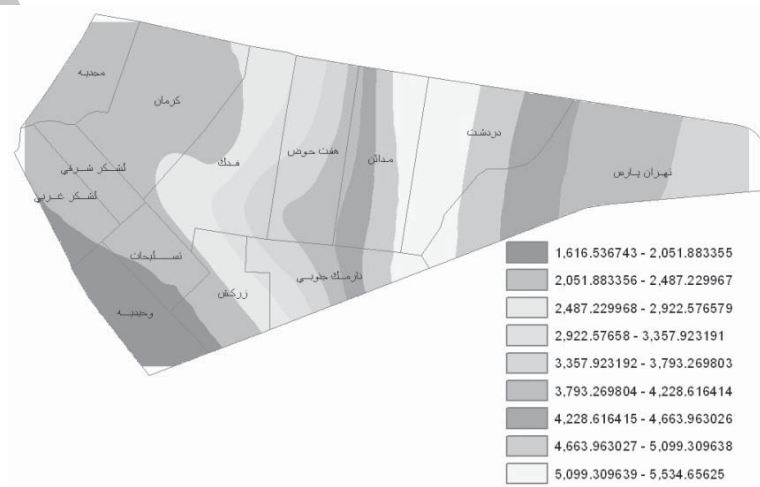 مجدیه
کرمان
دردشت
هفت حوض
مدائن
فدک
لشکر شرقی
تهران پارس
لشکر غربی
تسلیحات
نارمک جنوبی
زرکش
وحیدیه
1,616.536743 - 2,051.883355
2,051.883356 - 2,487.229967
2,487.229968 - 2,922.576579
2,922.57658 - 3,357.923191
3,357.923192 - 3,793.269803
3,793.269804 - 4,228.616414
4,228.616415 - 4,663.963026
4,663.963027 - 5,099.309638
5,099.309639 - 5,534.65625